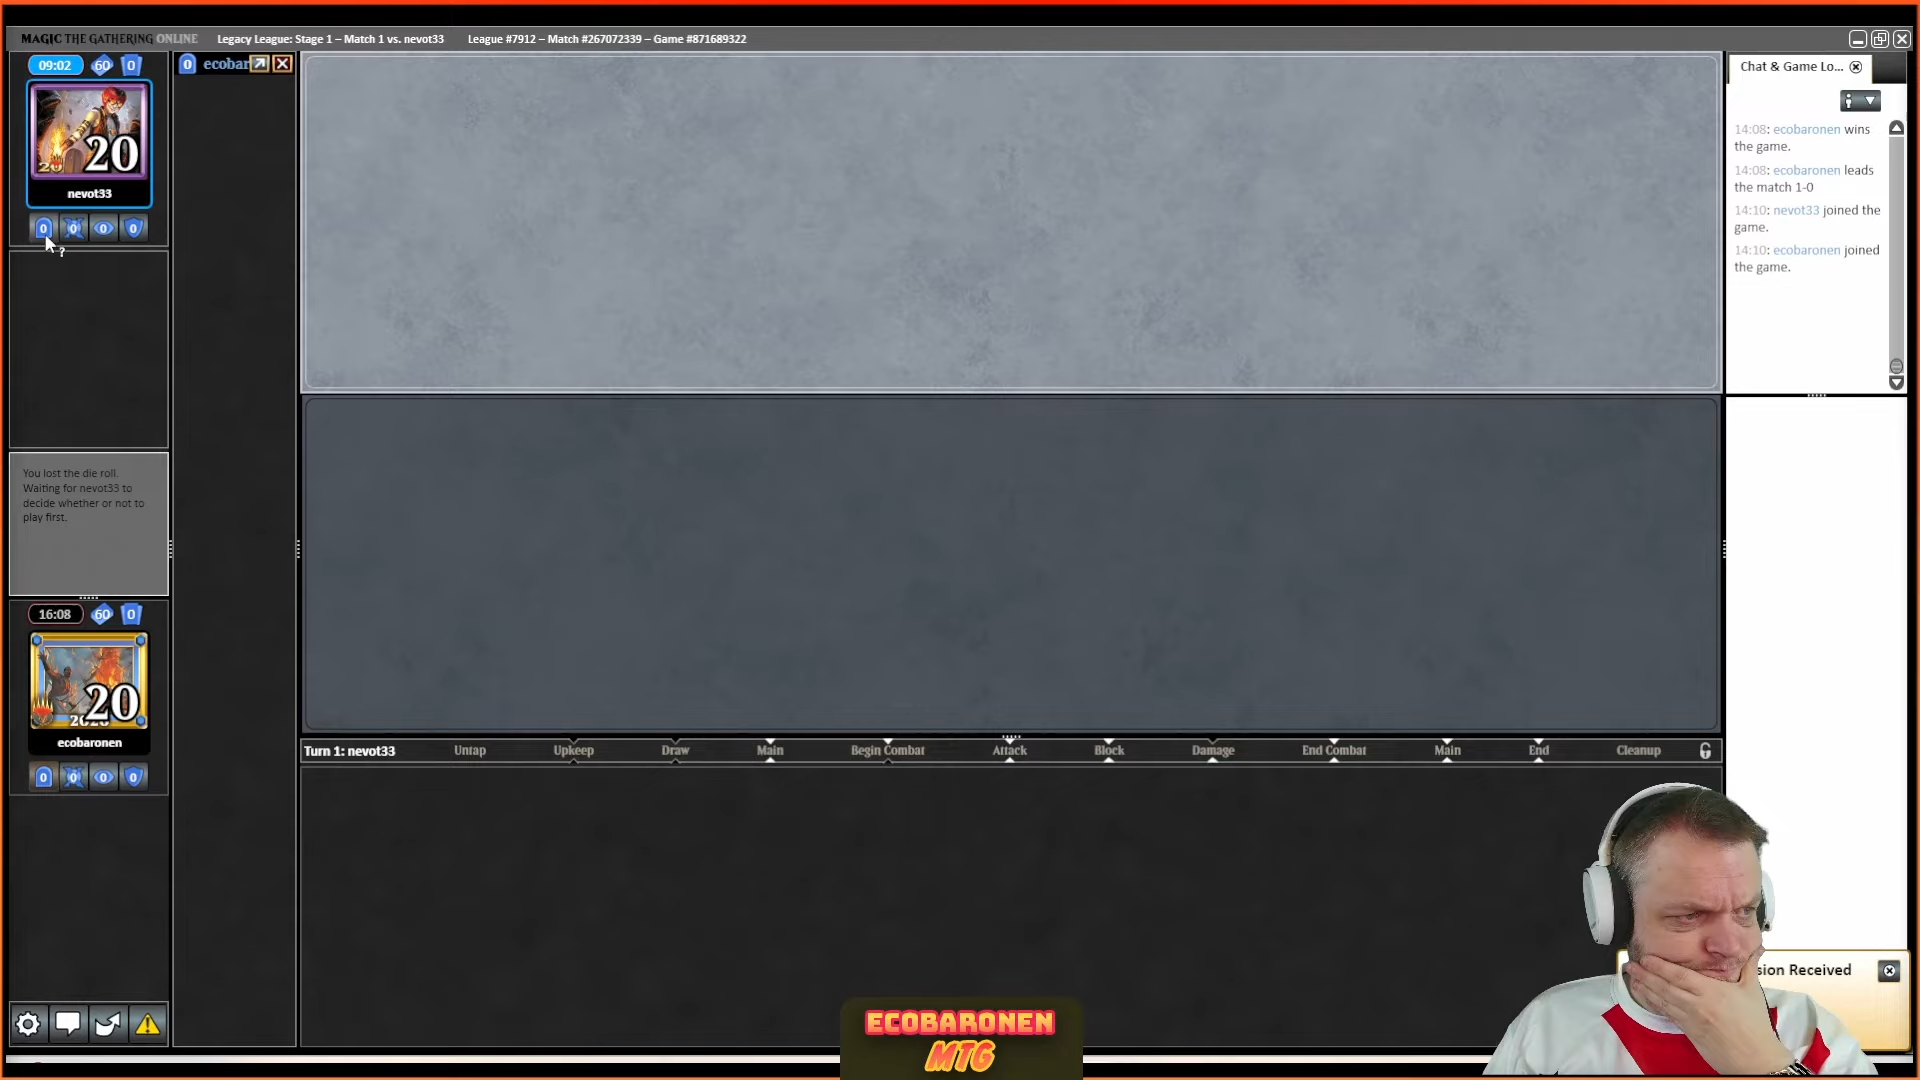 MAGIC THE GATHERING ONLINE
Legacy League: Stage 1 – Match 1 vs. nevot33
League #7912 – Match #267072339 – Game #871689322
09:02
60
0
20
20
nevot33
0
0
0
0
You lost the die roll.
Waiting for nevot33 to
decide whether or not to
play first.
16:08
60
0
20
ecobaronen
0
0
0
0
0
ecobar
Turn 1: nevot33
Untap
Upkeep
Draw
Main
Begin Combat
Attack
Block
Damage
End Combat
Main
End
Cleanup
Chat & Game Lo...
14:08: ecobaronen wins
the game.
14:08: ecobaronen leads
the match 1-0
14:10: nevot33 joined the
game.
14:10: ecobaronen joined
the game.
sion Received
ECOBARONEN
MTG